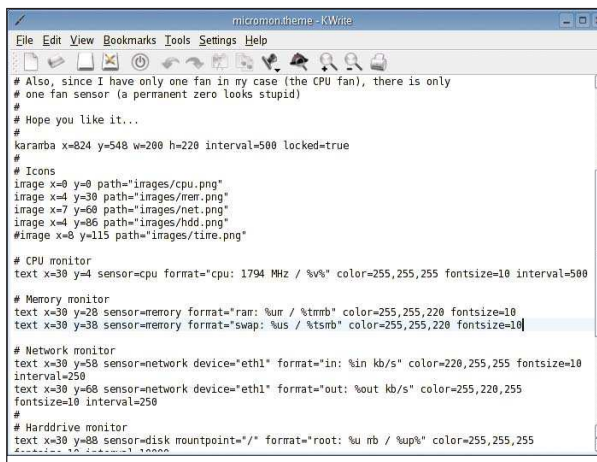 micromon.theme - KWrite
File Edit View Bookmarks Tools Settings Help
# Also, since I have only one fan in my case (the CPU fan), there is only
# one fan sensor (a permanent zero looks stupid)
#
# Hope you like it...
#
karamba x=824 y=548 w=200 h=220 interval=500 locked=true
#
# Icons
image x=0 y=0 path="images/cpu.png"
image x=4 y=30 path="images/mem.png"
image x=7 y=60 path="images/net.png"
image x=4 y=86 path="images/hdd.png"
#image x=8 y=115 path="images/time.png"
# CPU monitor
text x=30 y=4 sensor=cpu format="cpu: 1794 MHz / %v%" color=255,255,255 fontsize=10 interval=500
# Memory monitor
text x=30 y=28 sensor=memory format="ram: %um / %tmmb" color=255,255,220 fontsize=10
text x=30 y=38 sensor=memory format="swap: %us / %tsmb" color=255,255,220 fontsize=10
# Network monitor
text x=30 y=58 sensor=network device="eth1" format="in: %in kb/s" color=220,255,255 fontsize=10
interval=250
text x=30 y=68 sensor=network device="eth1" format="out: %out kb/s" color=255,220,255
fontsize=10 interval=250
#
# Harddrive monitor
text x=30 y=88 sensor=disk mountpoint="/" format="root: %u mb / %up%" color=255,255,255
fontsize=10 interval=10000